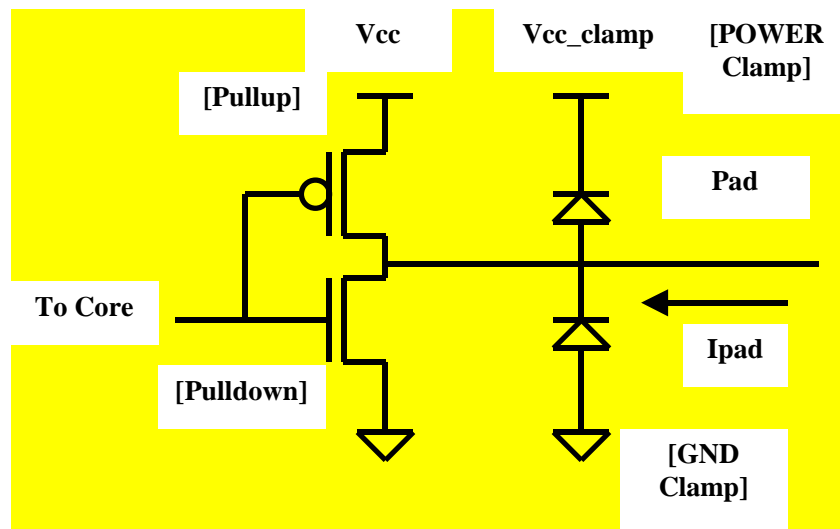 Vcc
Vcc_clamp
[POWER
Clamp]
[Pullup]
Pad
To Core
Ipad
[Pulldown]
[GND
Clamp]